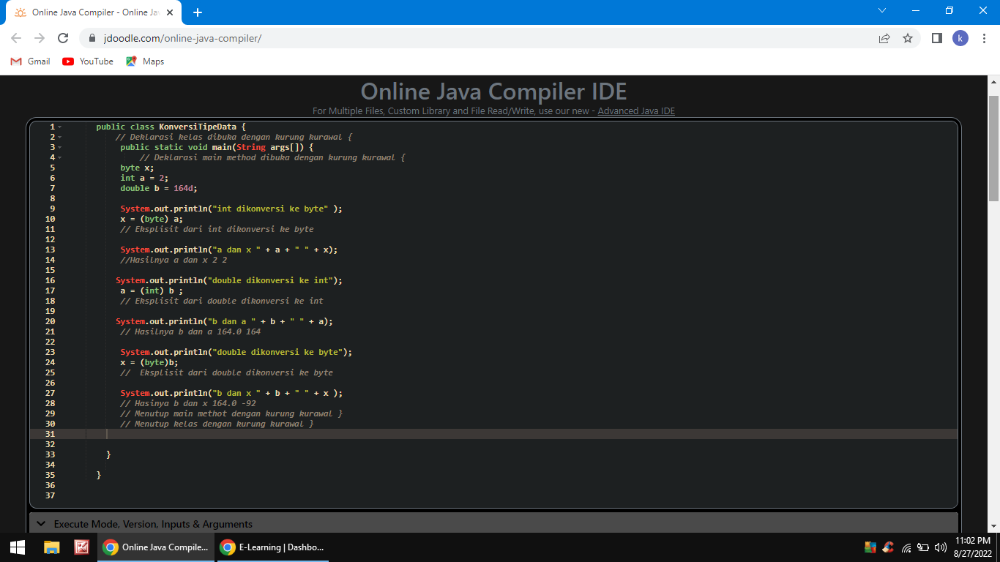 Online Java Compiler - Online Ja
jdoodle.com/online-java-compiler/
k
Gmail YouTube Maps
Online Java Compiler IDE
For Multiple Files, Custom Library and File Read/Write, use our new - Advanced Java IDE
1 public class KonversiTipeData {
2 // Deklarasi kelas dibuka dengan kurung kurawal {
3 public static void main(String args[]) {
4 // Deklarasi main method dibuka dengan kurung kurawal {
5 byte x;
6 int a = 2;
7 double b = 164d;
8
9 System.out.println("int dikonversi ke byte" );
10 x = (byte) a;
11 // Eksplisit dari int dikonversi ke byte
12
13 System.out.println("a dan x " + a + " " + x);
14 //Hasilnya a dan x 2 2
15
16 System.out.println("double dikonversi ke int");
17 a = (int) b ;
18 // Eksplisit dari double dikonversi ke int
19
20 System.out.println("b dan a " + b + " " + a);
21 // Hasilnya b dan a 164.0 164
22
23 System.out.println("double dikonversi ke byte");
24 x = (byte)b;
25 //  Eksplisit dari double dikonversi ke byte
26
27 System.out.println("b dan x " + b + " " + x );
28 // Hasinya b dan x 164.0 -92
29 // Menutup main methot dengan kurung kurawal }
30 // Menutup kelas dengan kurung kurawal }
31
32
33 }
34
35 }
36
37
Execute Mode, Version, Inputs & Arguments
Online Java Compile... E-Learning | Dashbo...
11:02 PM
8/27/2022